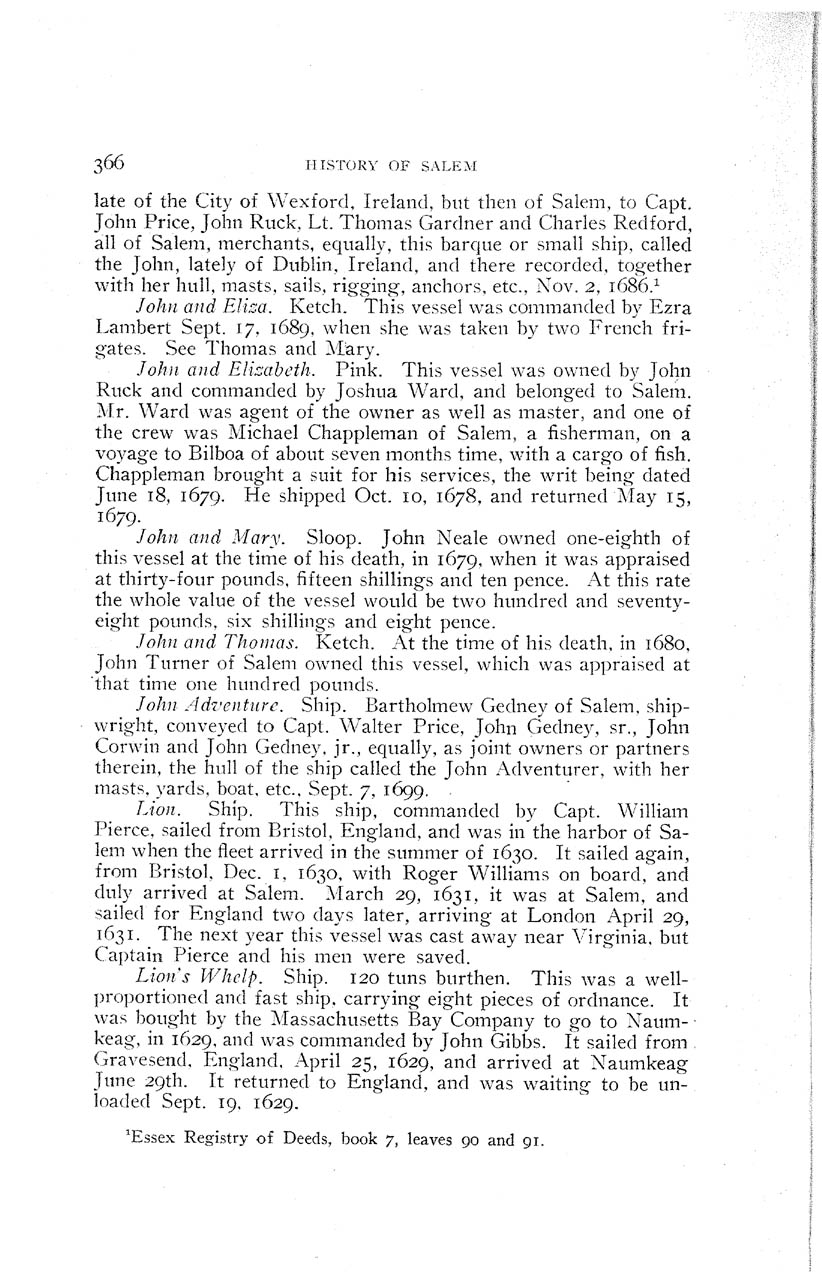 366 HISTORY OF SALEM
late of the City of Wexford, Ireland, but then of Salem, to Capt.
John Price, John Ruck, Lt. Thomas Gardner and Charles Redford,
all of Salem, merchants, equally, this barque or small ship, called
the John, lately of Dublin, Ireland, and there recorded, together
with her hull, masts, sails, rigging, anchors, etc., Nov. 2, 1686.¹
John and Eliza. Ketch. This vessel was commanded by Ezra
Lambert Sept. 17, 1689, when she was taken by two French fri-
gates. See Thomas and Mary.
John and Elizabeth. Pink. This vessel was owned by John
Ruck and commanded by Joshua Ward, and belonged to Salem.
Mr. Ward was agent of the owner as well as master, and one of
the crew was Michael Chappleman of Salem, a fisherman, on a
voyage to Bilboa of about seven months time, with a cargo of fish.
Chappleman brought a suit for his services, the writ being dated
June 18, 1679. He shipped Oct. 10, 1678, and returned May 15,
1679.
John and Mary. Sloop. John Neale owned one-eighth of
this vessel at the time of his death, in 1679, when it was appraised
at thirty-four pounds, fifteen shillings and ten pence. At this rate
the whole value of the vessel would be two hundred and seventy-
eight pounds, six shillings and eight pence.
John and Thomas. Ketch. At the time of his death, in 1680,
John Turner of Salem owned this vessel, which was appraised at
that time one hundred pounds.
John Adventure. Ship. Bartholmew Gedney of Salem, ship-
wright, conveyed to Capt. Walter Price, John Gedney, sr., John
Corwin and John Gedney, jr., equally, as joint owners or partners
therein, the hull of the ship called the John Adventurer, with her
masts, yards, boat, etc., Sept. 7, 1699.
Lion. Ship. This ship, commanded by Capt. William
Pierce, sailed from Bristol, England, and was in the harbor of Sa-
lem when the fleet arrived in the summer of 1630. It sailed again,
from Bristol, Dec. 1, 1630, with Roger Williams on board, and
duly arrived at Salem. March 29, 1631, it was at Salem, and
sailed for England two days later, arriving at London April 29,
1631. The next year this vessel was cast away near Virginia, but
Captain Pierce and his men were saved.
Lion's Whelp. Ship. 120 tuns burthen. This was a well-
proportioned and fast ship, carrying eight pieces of ordnance. It
was bought by the Massachusetts Bay Company to go to Naum-
keag, in 1629, and was commanded by John Gibbs. It sailed from
Gravesend, England, April 25, 1629, and arrived at Naumkeag
June 29th. It returned to England, and was waiting to be un-
loaded Sept. 19, 1629.
¹Essex Registry of Deeds, book 7, leaves 90 and 91.